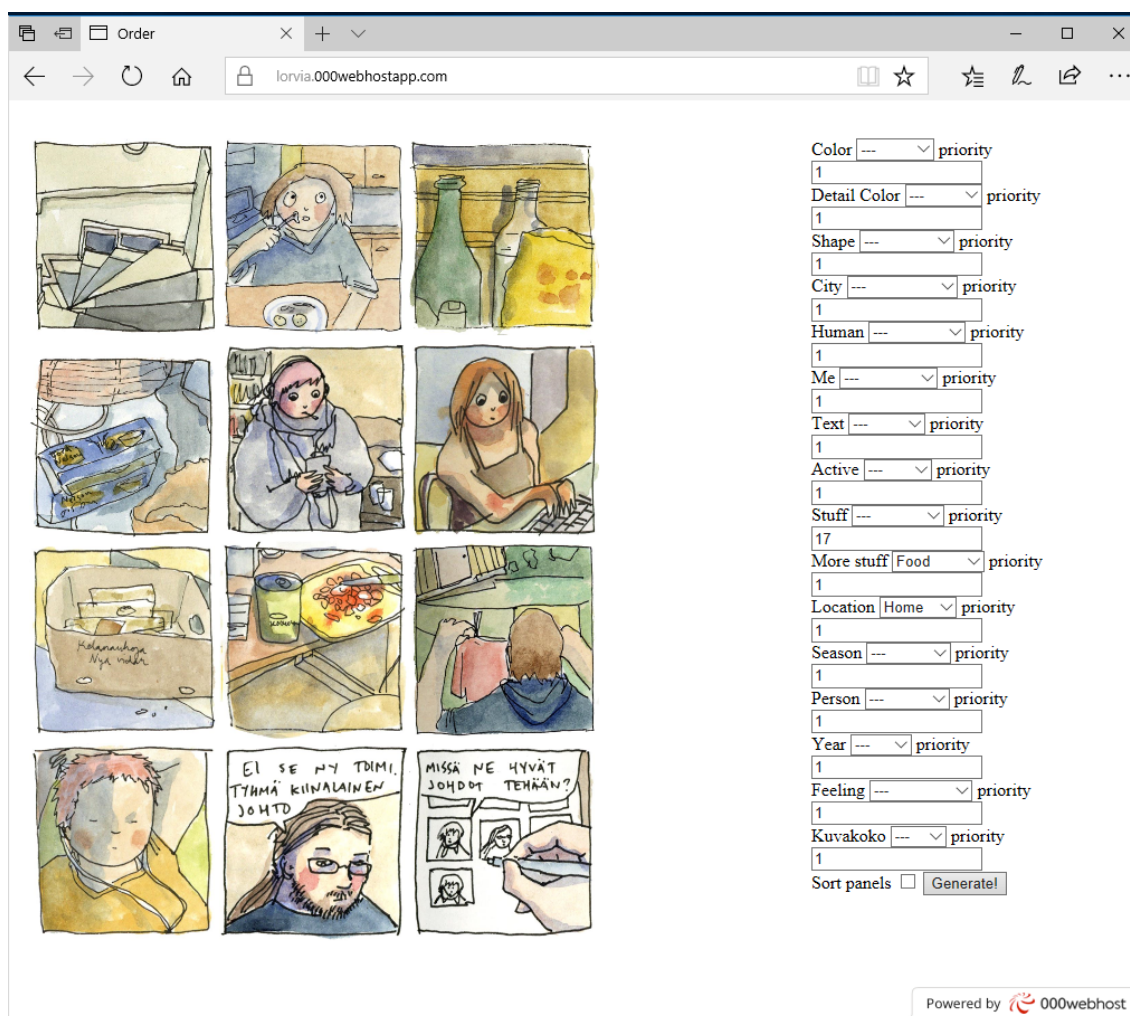 Order
lorvia.000webhostapp.com
Color --- priority
1
Detail Color --- priority
1
Shape --- priority
1
City --- priority
1
Human --- priority
1
Me --- priority
1
Text --- priority
1
Active --- priority
1
Stuff --- priority
17
More stuff Food priority
1
Location Home priority
1
Season --- priority
1
Person --- priority
1
Year --- priority
1
Feeling --- priority
1
Kuvakoko --- priority
1
Sort panels Generate!
Nya
EI SE NY TOIMI.
TYHMÄ KIINALAINEN
JOHTO
MISSÄ NE HYVÄT
JOHDOT TEHÄÄN?
Powered by 000webhost